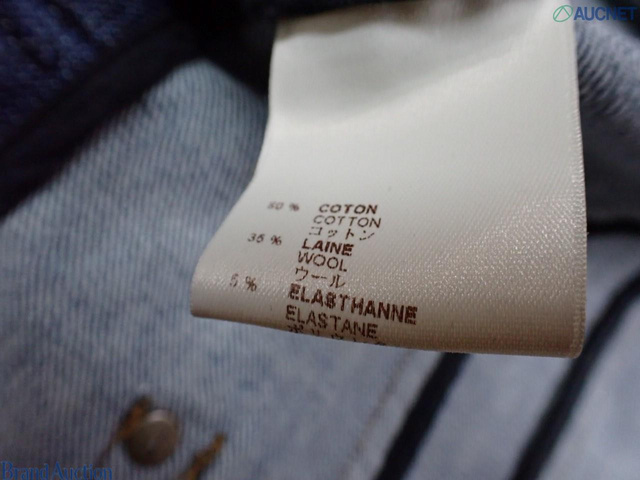 AUCNET
60 % COTON
COTTON
コットン
35 % LAINE
WOOL
ウール
5 % ELASTHANNE
ELASTANE
Brand Auction